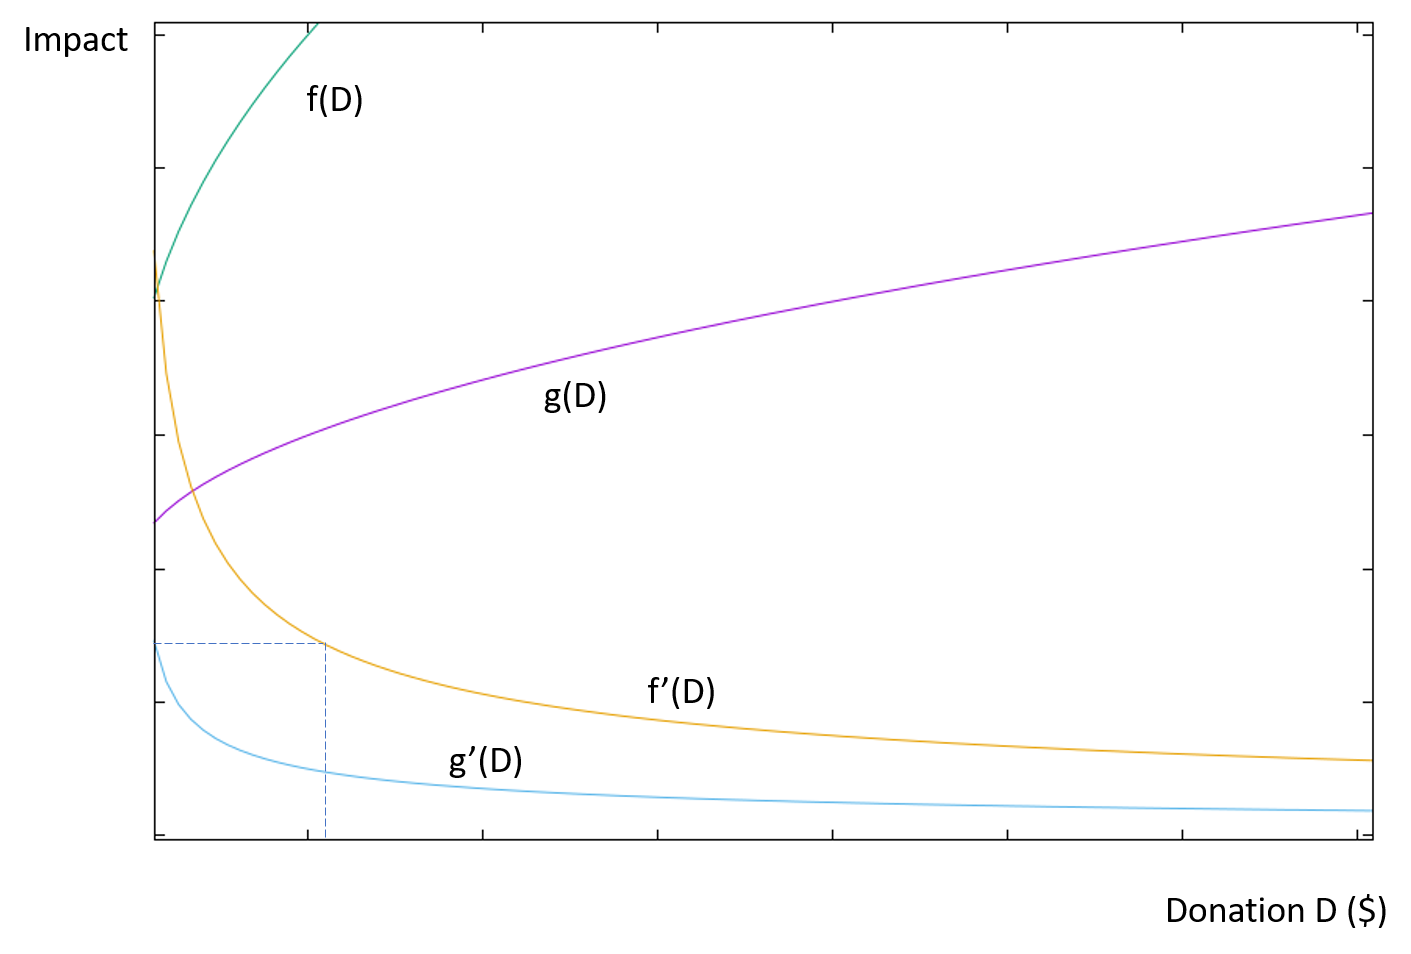 Impact
f(D)
g(D)
f’(D)
g’(D)
Donation D ($)